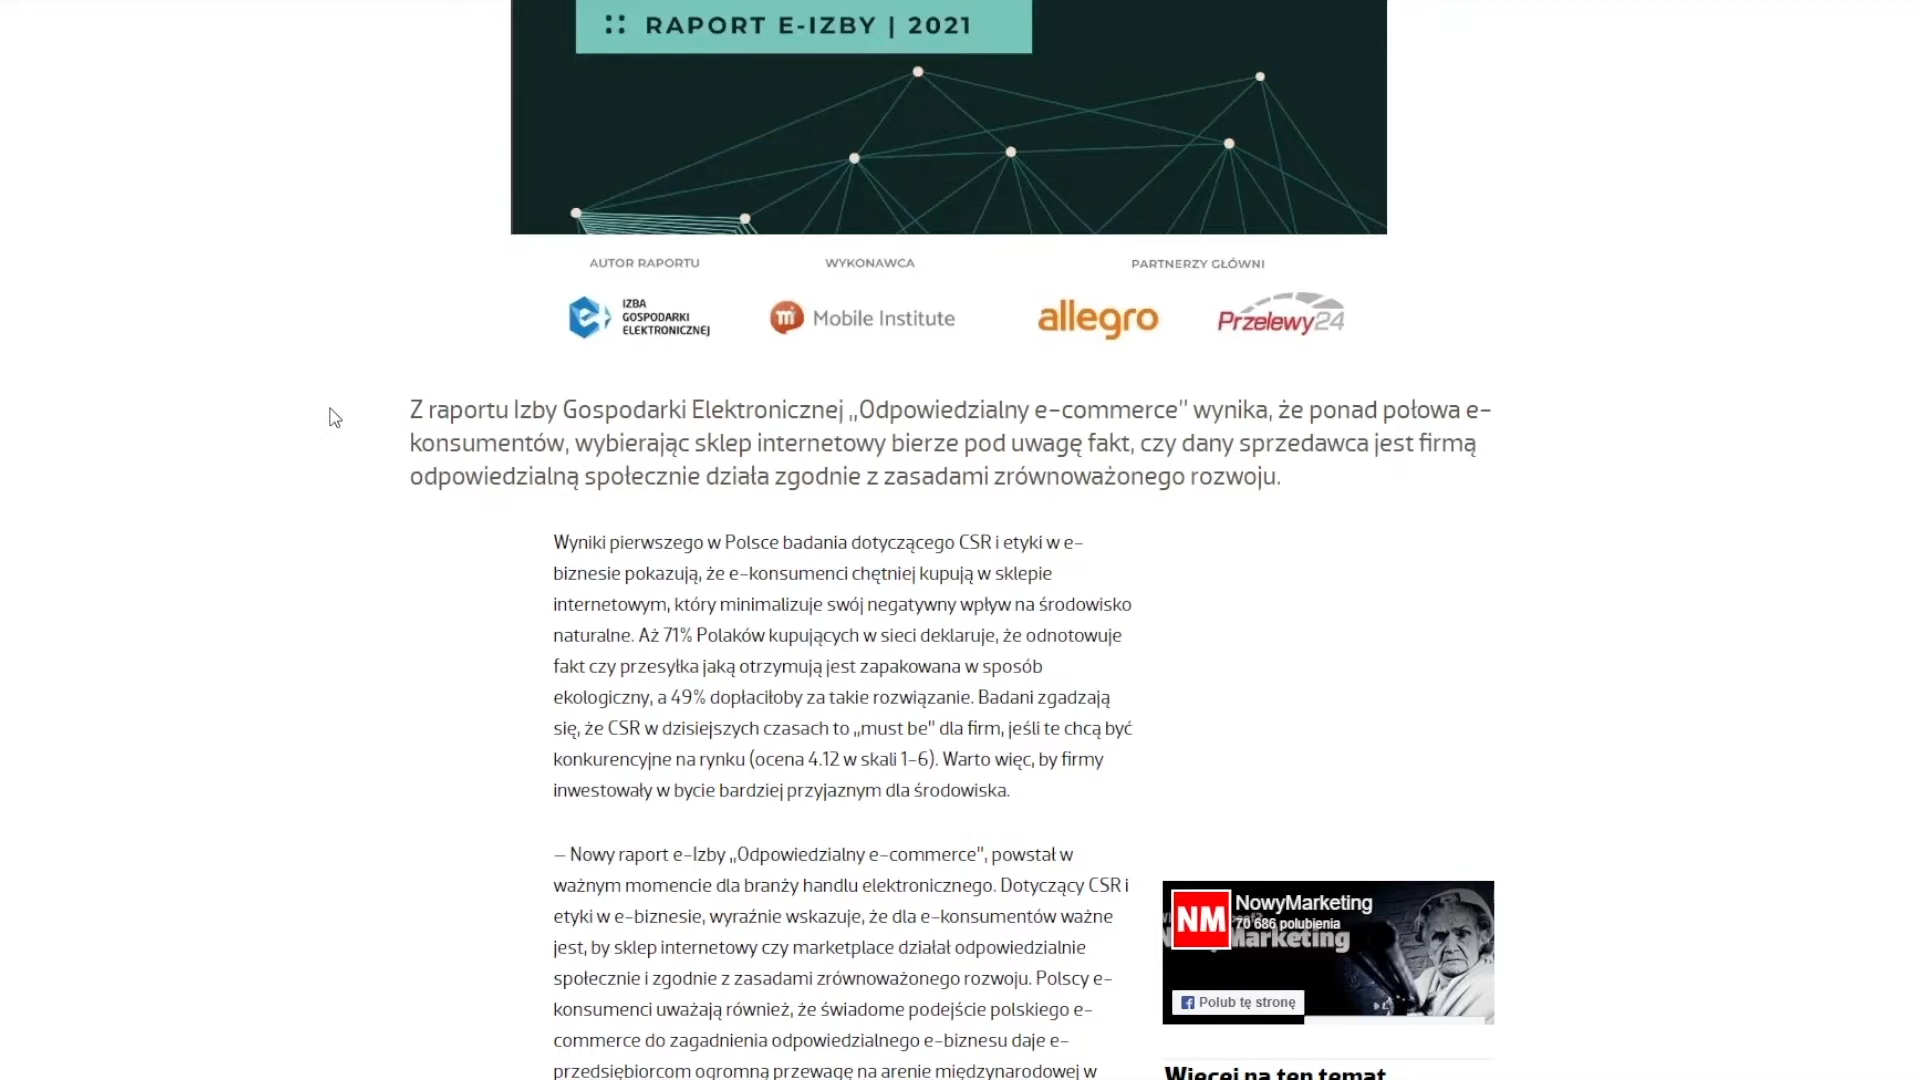 RAPORT E-IZBY | 2021
AUTOR RAPORTU
WYKONAWCA
PARTNERZY GŁÓWNI
IZBA
GOSPODARKI
ELEKTRONICZNEJ
mi Mobile Institute
allegro
Przelewy24
Z raportu Izby Gospodarki Elektronicznej „Odpowiedzialny e-commerce” wynika, że ponad połowa e-
konsumentów, wybierając sklep internetowy bierze pod uwagę fakt, czy dany sprzedawca jest firmą
odpowiedzialną społecznie działa zgodnie z zasadami zrównoważonego rozwoju.
Wyniki pierwszego w Polsce badania dotyczącego CSR i etyki w e-
biznesie pokazują, że e-konsumenci chętniej kupują w sklepie
internetowym, który minimalizuje swój negatywny wpływ na środowisko
naturalne. Aż 71% Polaków kupujących w sieci deklaruje, że odnotowuje
fakt czy przesyłka jaką otrzymują jest zapakowana w sposób
ekologiczny, a 49% dopłaciłoby za takie rozwiązanie. Badani zgadzają
się, że CSR w dzisiejszych czasach to „must be” dla firm, jeśli te chcą być
konkurencyjne na rynku (ocena 4.12 w skali 1-6). Warto więc, by firmy
inwestowały w bycie bardziej przyjaznym dla środowiska.
– Nowy raport e-Izby „Odpowiedzialny e-commerce”, powstał w
ważnym momencie dla branży handlu elektronicznego. Dotyczący CSR i
etyki w e-biznesie, wyraźnie wskazuje, że dla e-konsumentów ważne
jest, by sklep internetowy czy marketplace działał odpowiedzialnie
społecznie i zgodnie z zasadami zrównoważonego rozwoju. Polscy e-
konsumenci uważają również, że świadome podejście polskiego e-
commerce do zagadnienia odpowiedzialnego e-biznesu daje e-
przedsiębiorcom ogromną przewagę na arenie międzynarodowej w
NM
NowyMarketing
70 686 polubienia
Marketing
Polub tę stronę
Więcej na ten temat